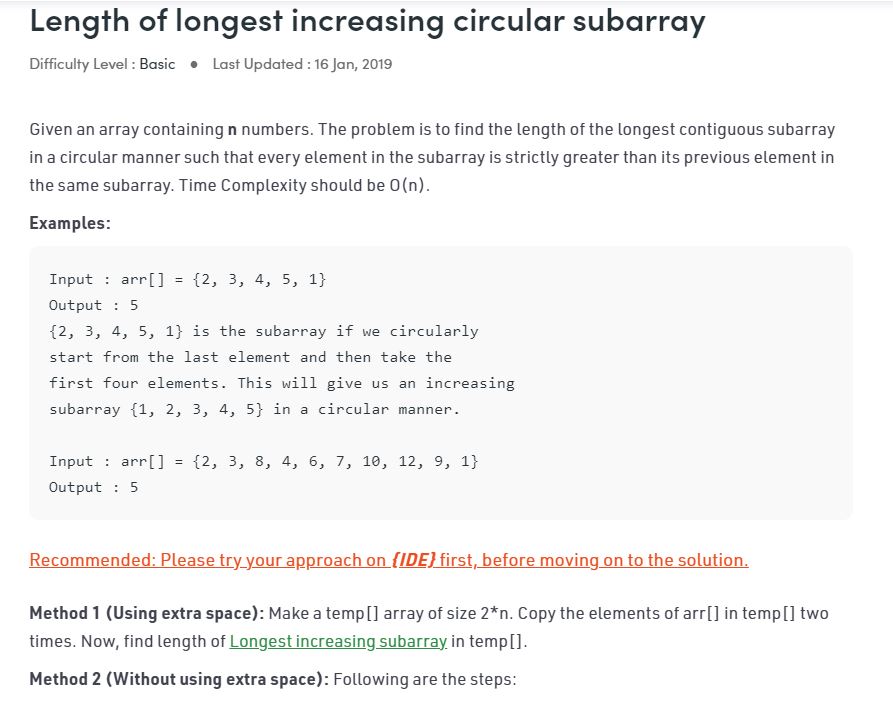 Length of longest increasing circular subarray
Difficulty Level : Basic ● Last Updated : 16 Jan, 2019
Given an array containing n numbers. The problem is to find the length of the longest contiguous subarray
in a circular manner such that every element in the subarray is strictly greater than its previous element in
the same subarray. Time Complexity should be O(n).
Examples:
Input : arr[] = {2, 3, 4, 5, 1}
Output : 5
{2, 3, 4, 5, 1} is the subarray if we circularly
start from the last element and then take the
first four elements. This will give us an increasing
subarray {1, 2, 3, 4, 5} in a circular manner.
Input : arr[] = {2, 3, 8, 4, 6, 7, 10, 12, 9, 1}
Output : 5
Recommended: Please try your approach on {IDE} first, before moving on to the solution.
Method 1 (Using extra space): Make a temp[] array of size 2*n. Copy the elements of arr[] in temp[] two
times. Now, find length of Longest increasing subarray in temp[].
Method 2 (Without using extra space): Following are the steps: